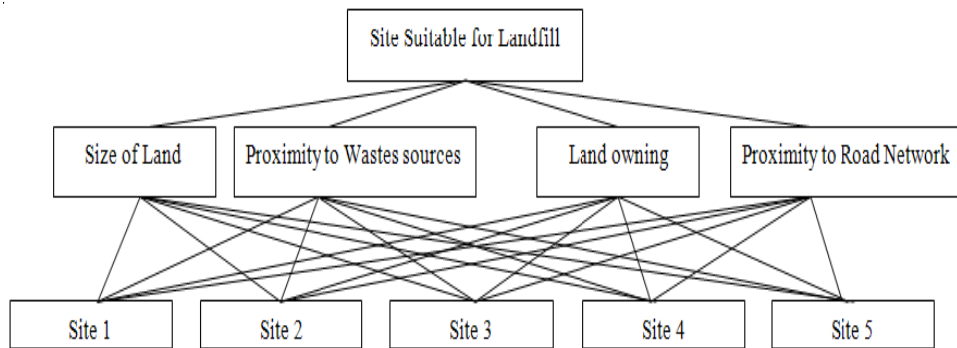 Site Suitable for Landfill
Size of Land
Proximity to Wastes sources
Land owning
Proximity to Road Network
Site 1
Site 2
Site 3
Site 4
Site 5